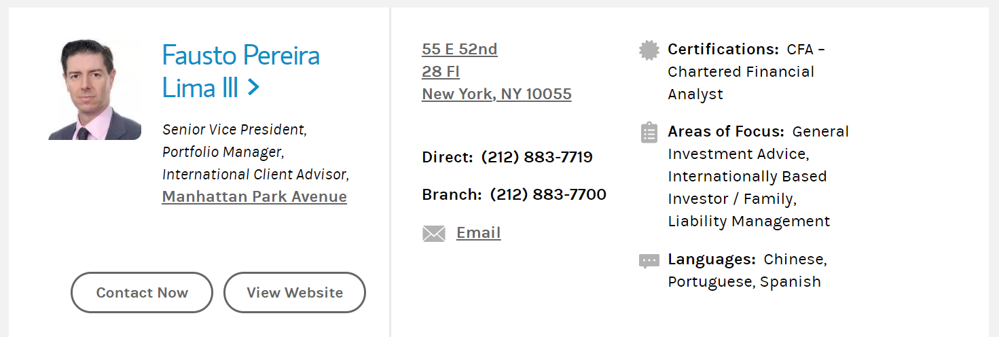 Fausto Pereira
Lima III >
Senior Vice President,
Portfolio Manager,
International Client Advisor,
Manhattan Park Avenue
Contact Now
View Website
55 E 52nd
28 Fl
New York, NY 10055
Direct: (212) 883-7719
Branch: (212) 883-7700
Email
Certifications: CFA –
Chartered Financial
Analyst
Areas of Focus: General
Investment Advice,
Internationally Based
Investor / Family,
Liability Management
Languages: Chinese,
Portuguese, Spanish